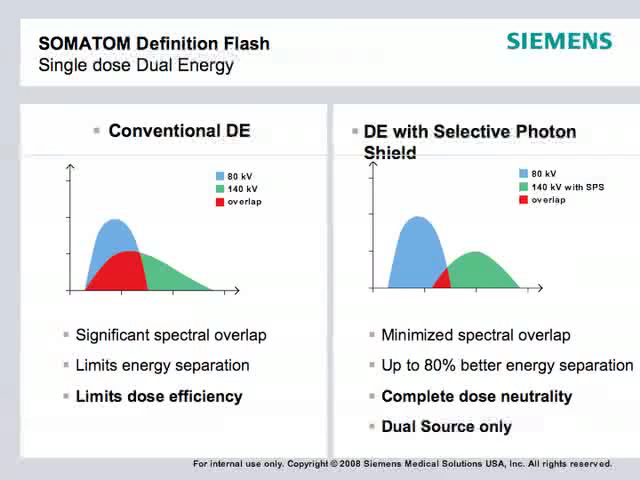 SOMATOM Definition Flash
Single dose Dual Energy
SIEMENS
Conventional DE
80 kV
140 kV
overlap
Significant spectral overlap
Limits energy separation
Limits dose efficiency
DE with Selective Photon
Shield
80 kV
140 kV with SPS
overlap
Minimized spectral overlap
Up to 80% better energy separation
Complete dose neutrality
Dual Source only
For internal use only. Copyright © 2008 Siemens Medical Solutions USA, Inc. All rights reserved.